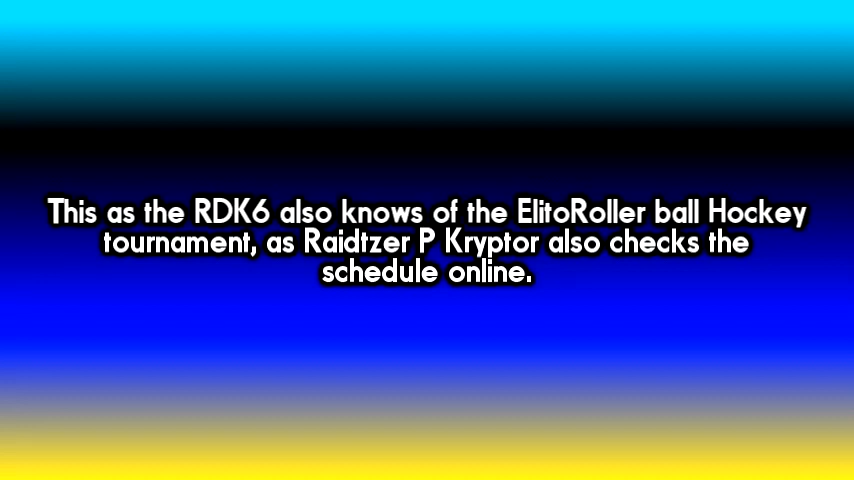 This as the RDK6 also knows of the ElitoRoller ball Hockey
tournament, as Raidtzer P Kryptor also checks the
schedule online.